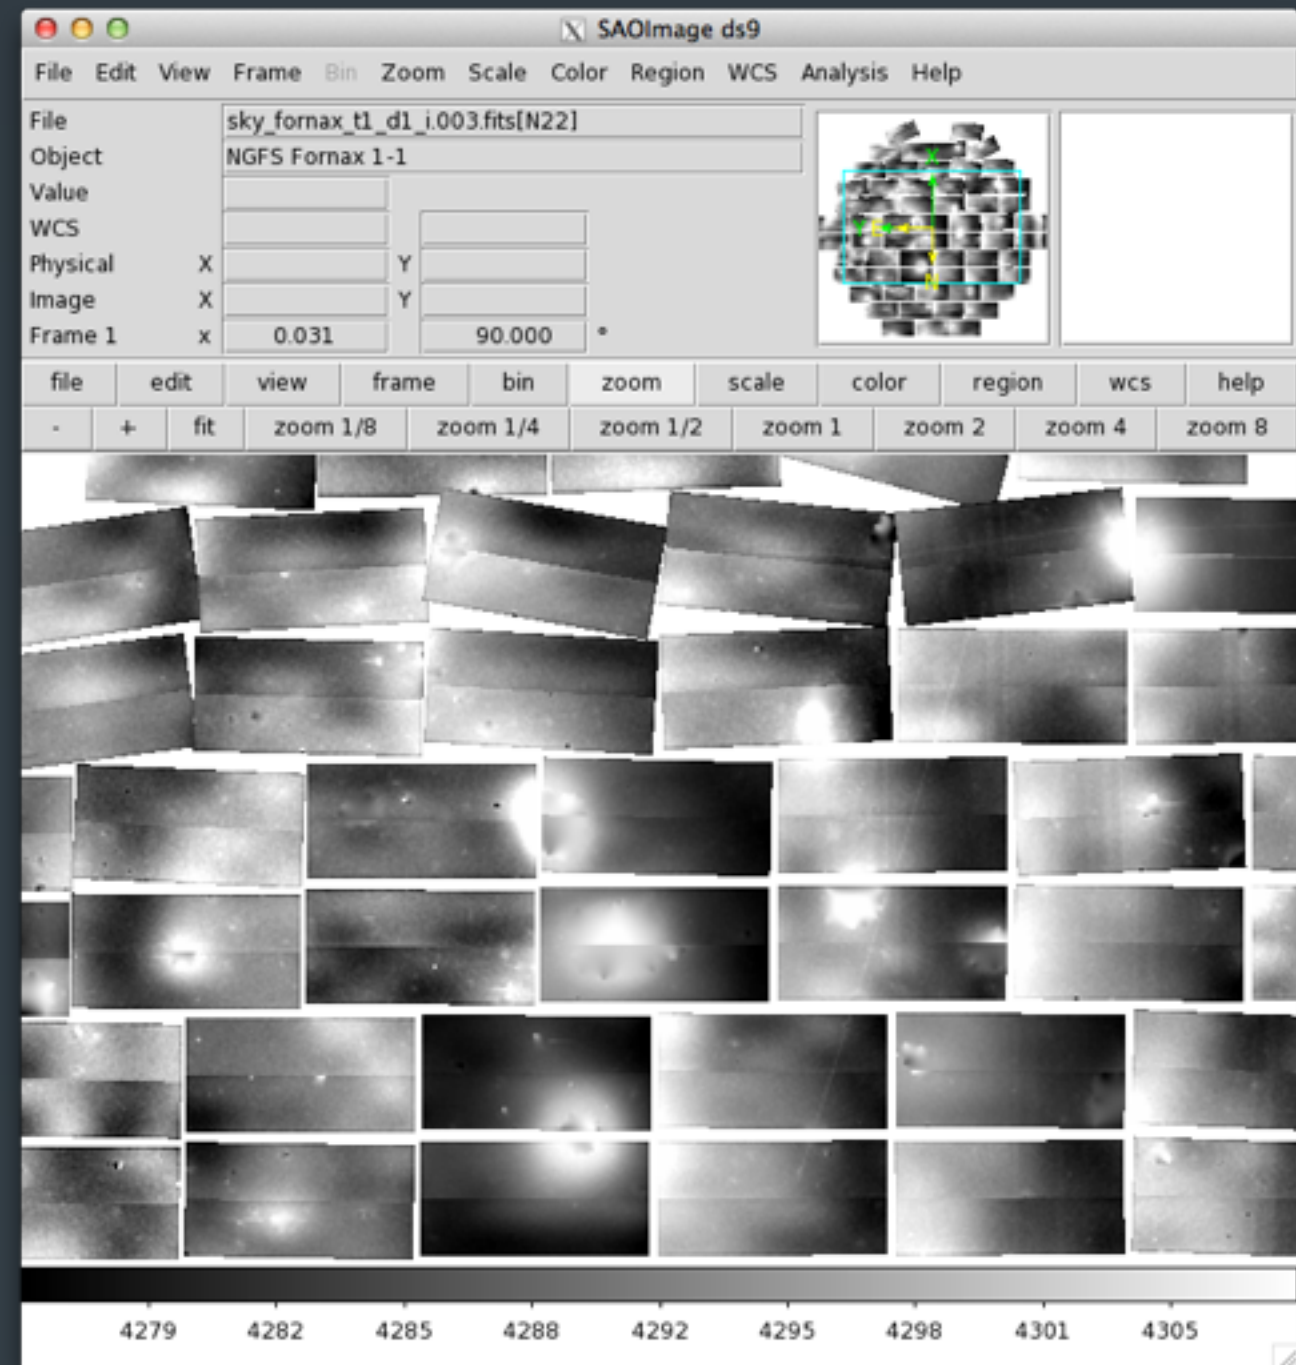 SAOImage ds9
File Edit View Frame Bin Zoom Scale Color Region WCS Analysis Help
File sky_fornax_t1_d1_i.003.fits[N22]
Object NGFS Fornax 1-1
Value
WCS
Physical X Y
Image X Y
Frame 1 x 0.031 90.000 °
X
Y E
N
file edit view frame bin zoom scale color region wcs help
- + fit zoom 1/8 zoom 1/4 zoom 1/2 zoom 1 zoom 2 zoom 4 zoom 8
4279 4282 4285 4288 4292 4295 4298 4301 4305